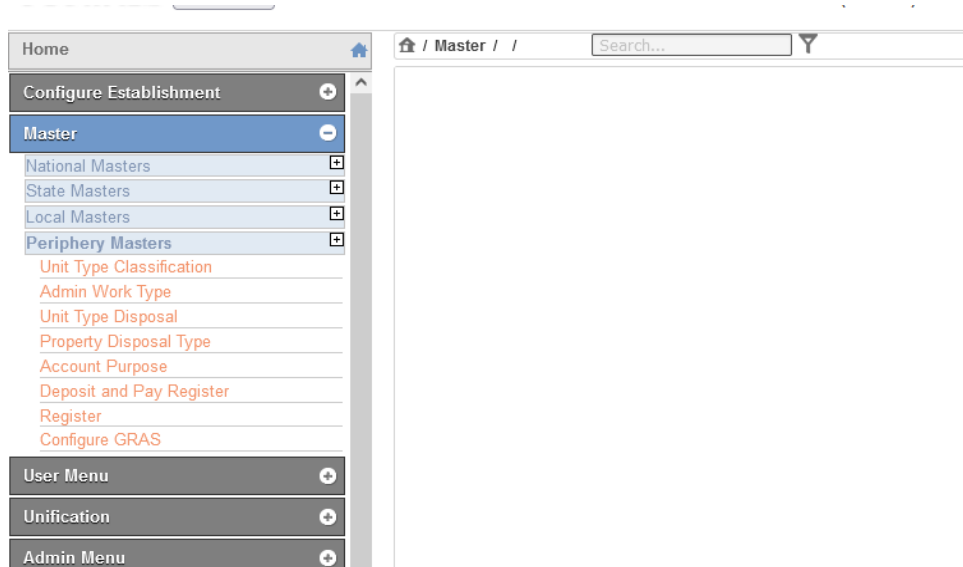 Home
/ Master / /
Search...
Configure Establishment
Master
National Masters
State Masters
Local Masters
Periphery Masters
Unit Type Classification
Admin Work Type
Unit Type Disposal
Property Disposal Type
Account Purpose
Deposit and Pay Register
Register
Configure GRAS
User Menu
Unification
Admin Menu